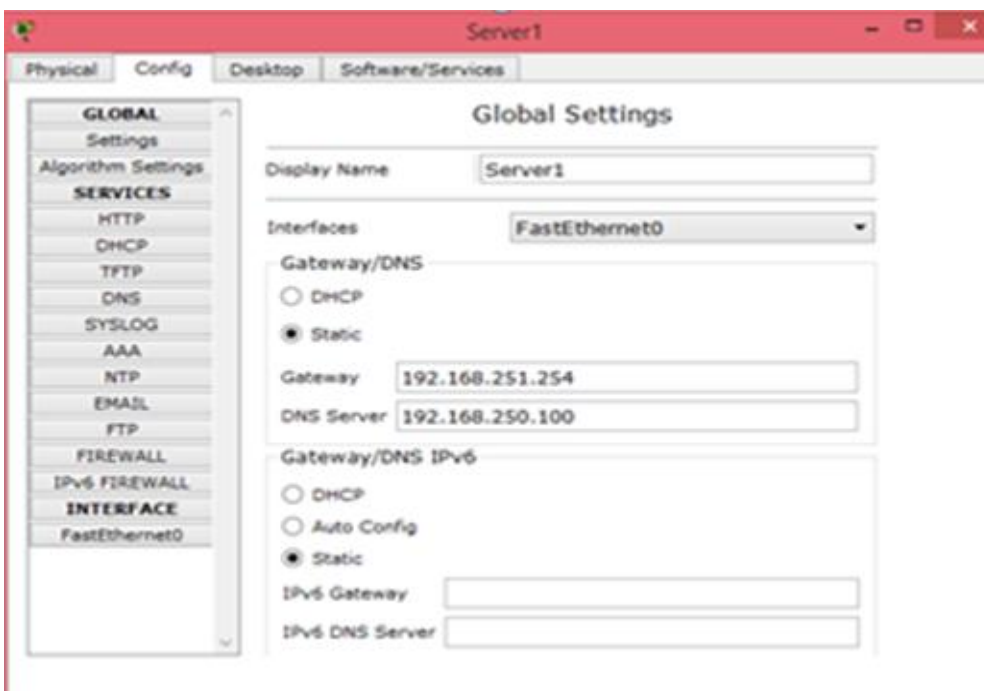 Server1
Physical Config Desktop Software/Services
GLOBAL
Settings
Algorithm Settings
SERVICES
HTTP
DHCP
TFTP
DNS
SYSLOG
AAA
NTP
EMAIL
FTP
FIREWALL
IPv6 FIREWALL
INTERFACE
FastEthernet0
Global Settings
Display Name Server1
Interfaces FastEthernet0
Gateway/DNS
DHCP
Static
Gateway 192.168.251.254
DNS Server 192.168.250.100
Gateway/DNS IPv6
DHCP
Auto Config
Static
IPv6 Gateway
IPv6 DNS Server